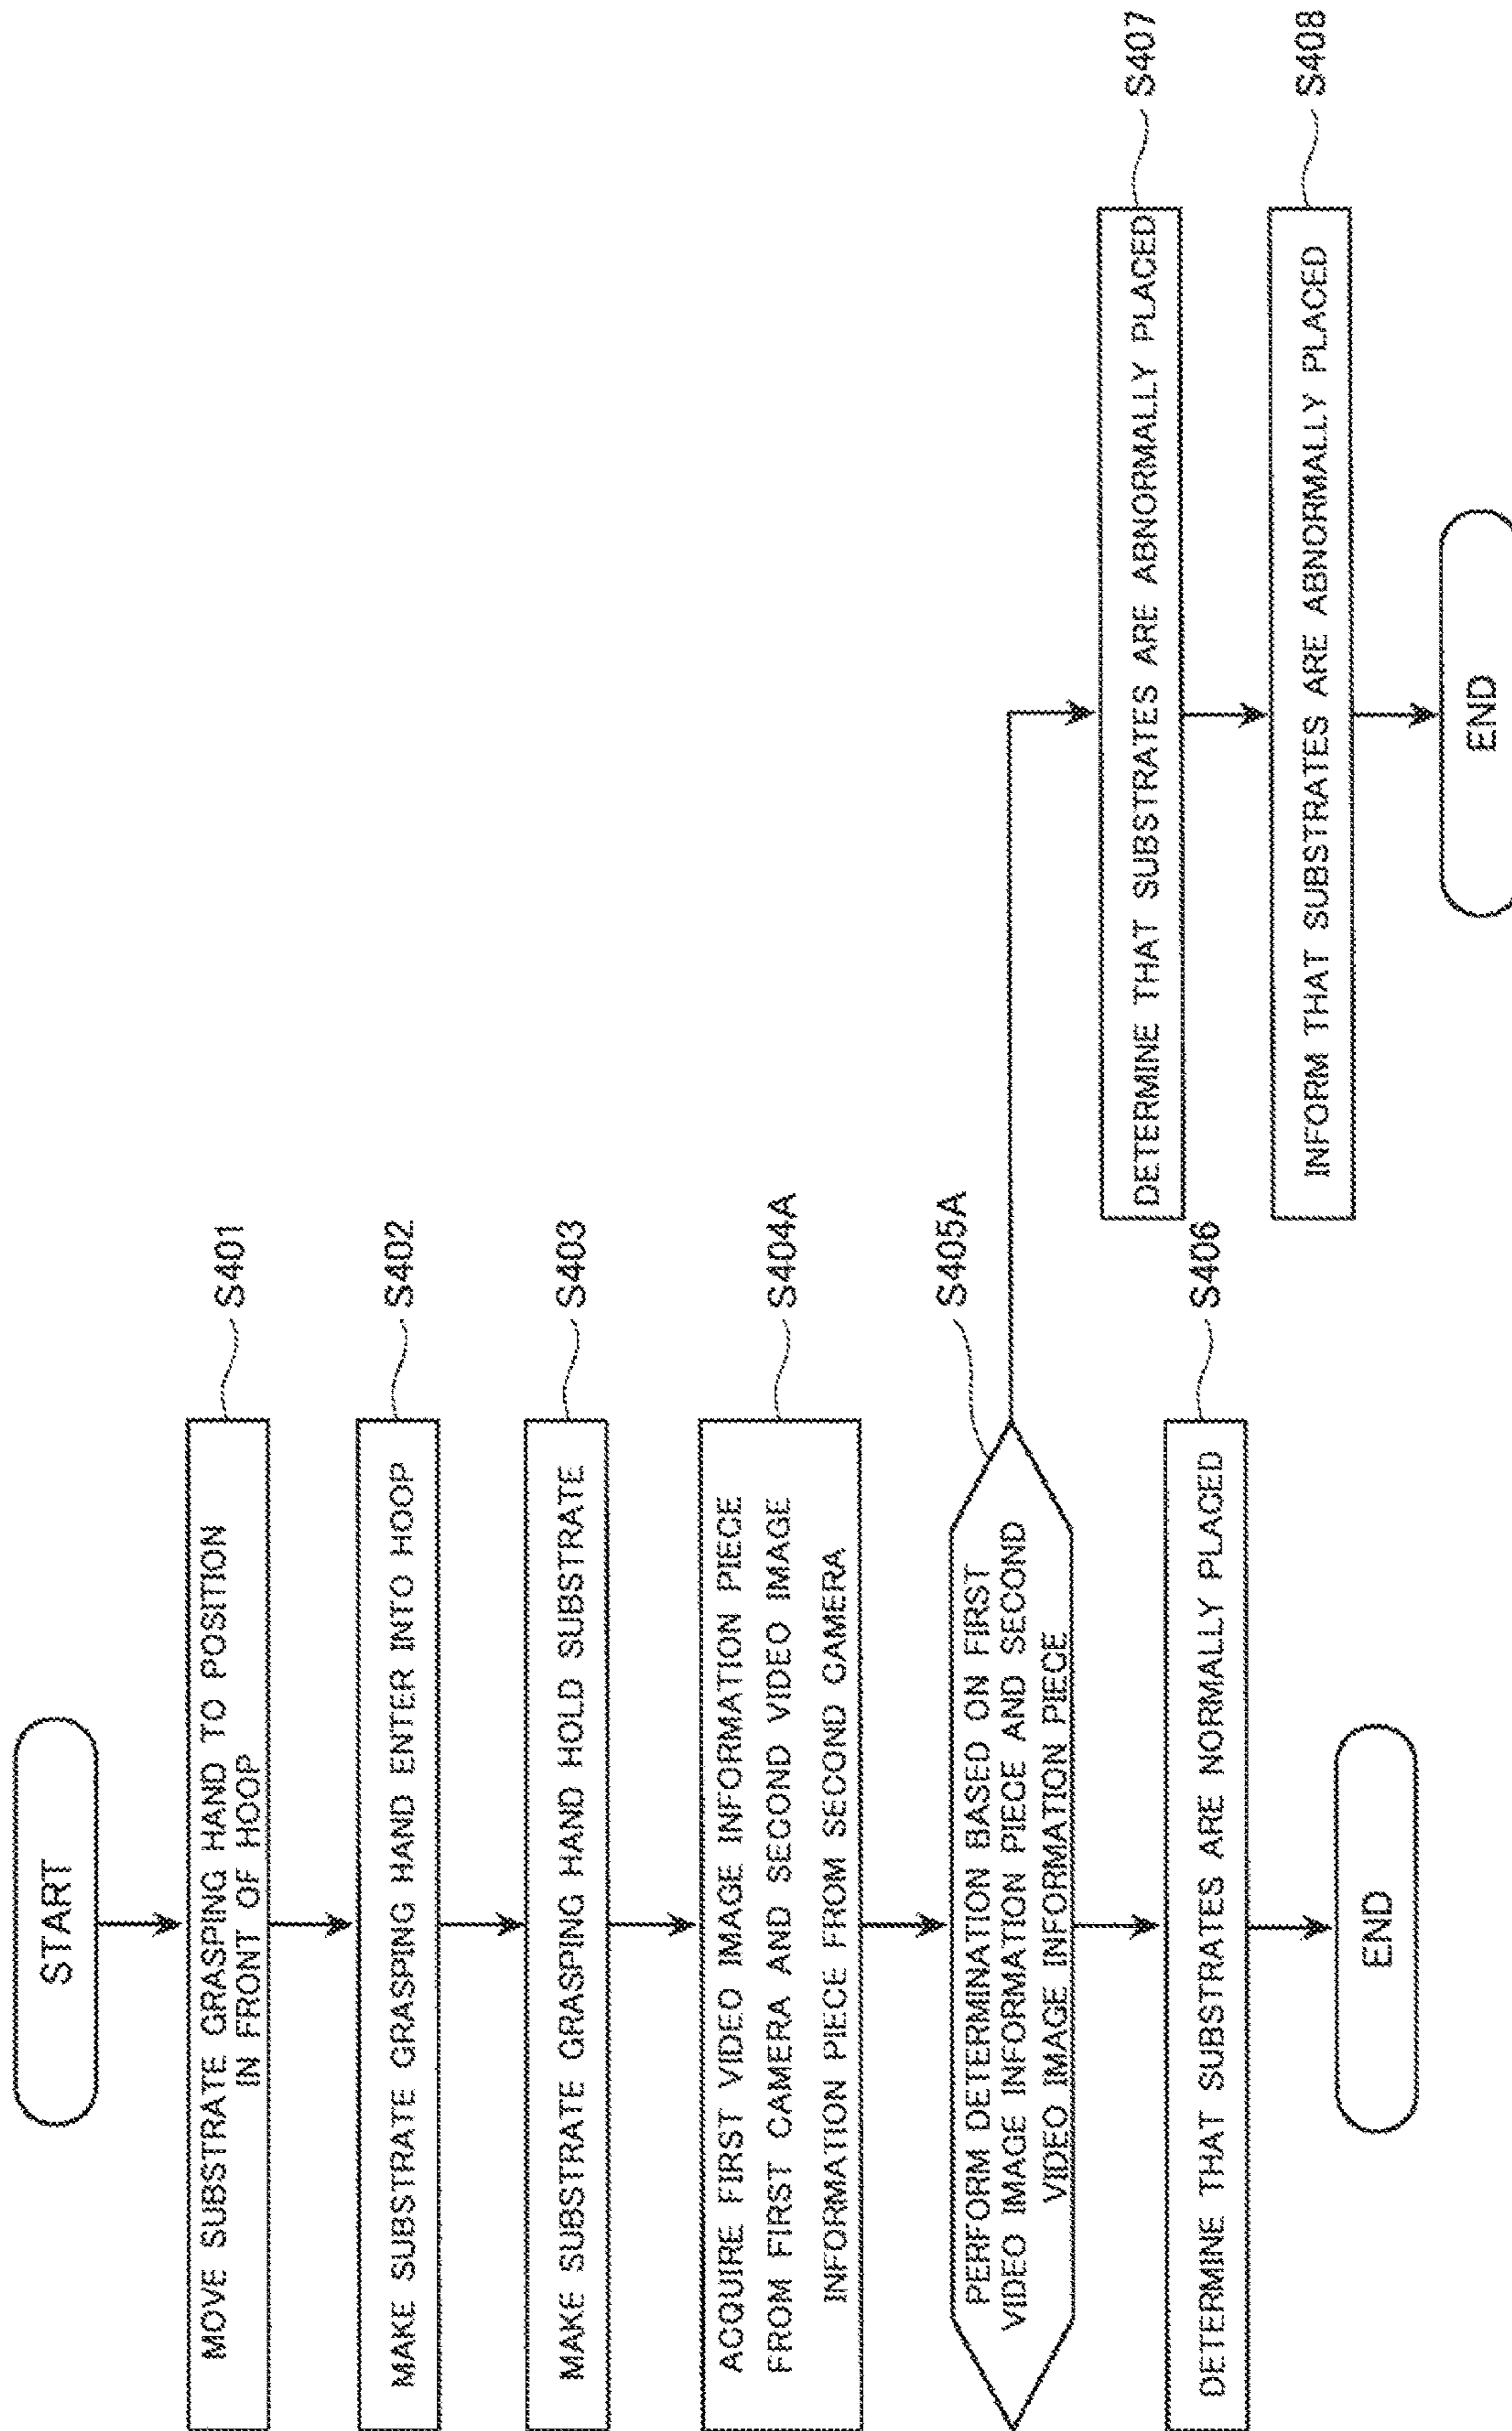 START
MOVE SUBSTRATE GRASPING HAND TO POSITION
IN FRONT OF HOOP
S401
MAKE SUBSTRATE GRASPING HAND ENTER INTO HOOP
S402
MAKE SUBSTRATE GRASPING HAND HOLD SUBSTRATE
S403
ACQUIRE FIRST VIDEO IMAGE INFORMATION PIECE
FROM FIRST CAMERA AND SECOND VIDEO IMAGE
INFORMATION PIECE FROM SECOND CAMERA
S404A
PERFORM DETERMINATION BASED ON FIRST
VIDEO IMAGE INFORMATION PIECE AND SECOND
VIDEO IMAGE INFORMATION PIECE
S405A
DETERMINE THAT SUBSTRATES ARE NORMALLY PLACED
S406
END
DETERMINE THAT SUBSTRATES ARE ABNORMALLY PLACED
S407
INFORM THAT SUBSTRATES ARE ABNORMALLY PLACED
S408
END